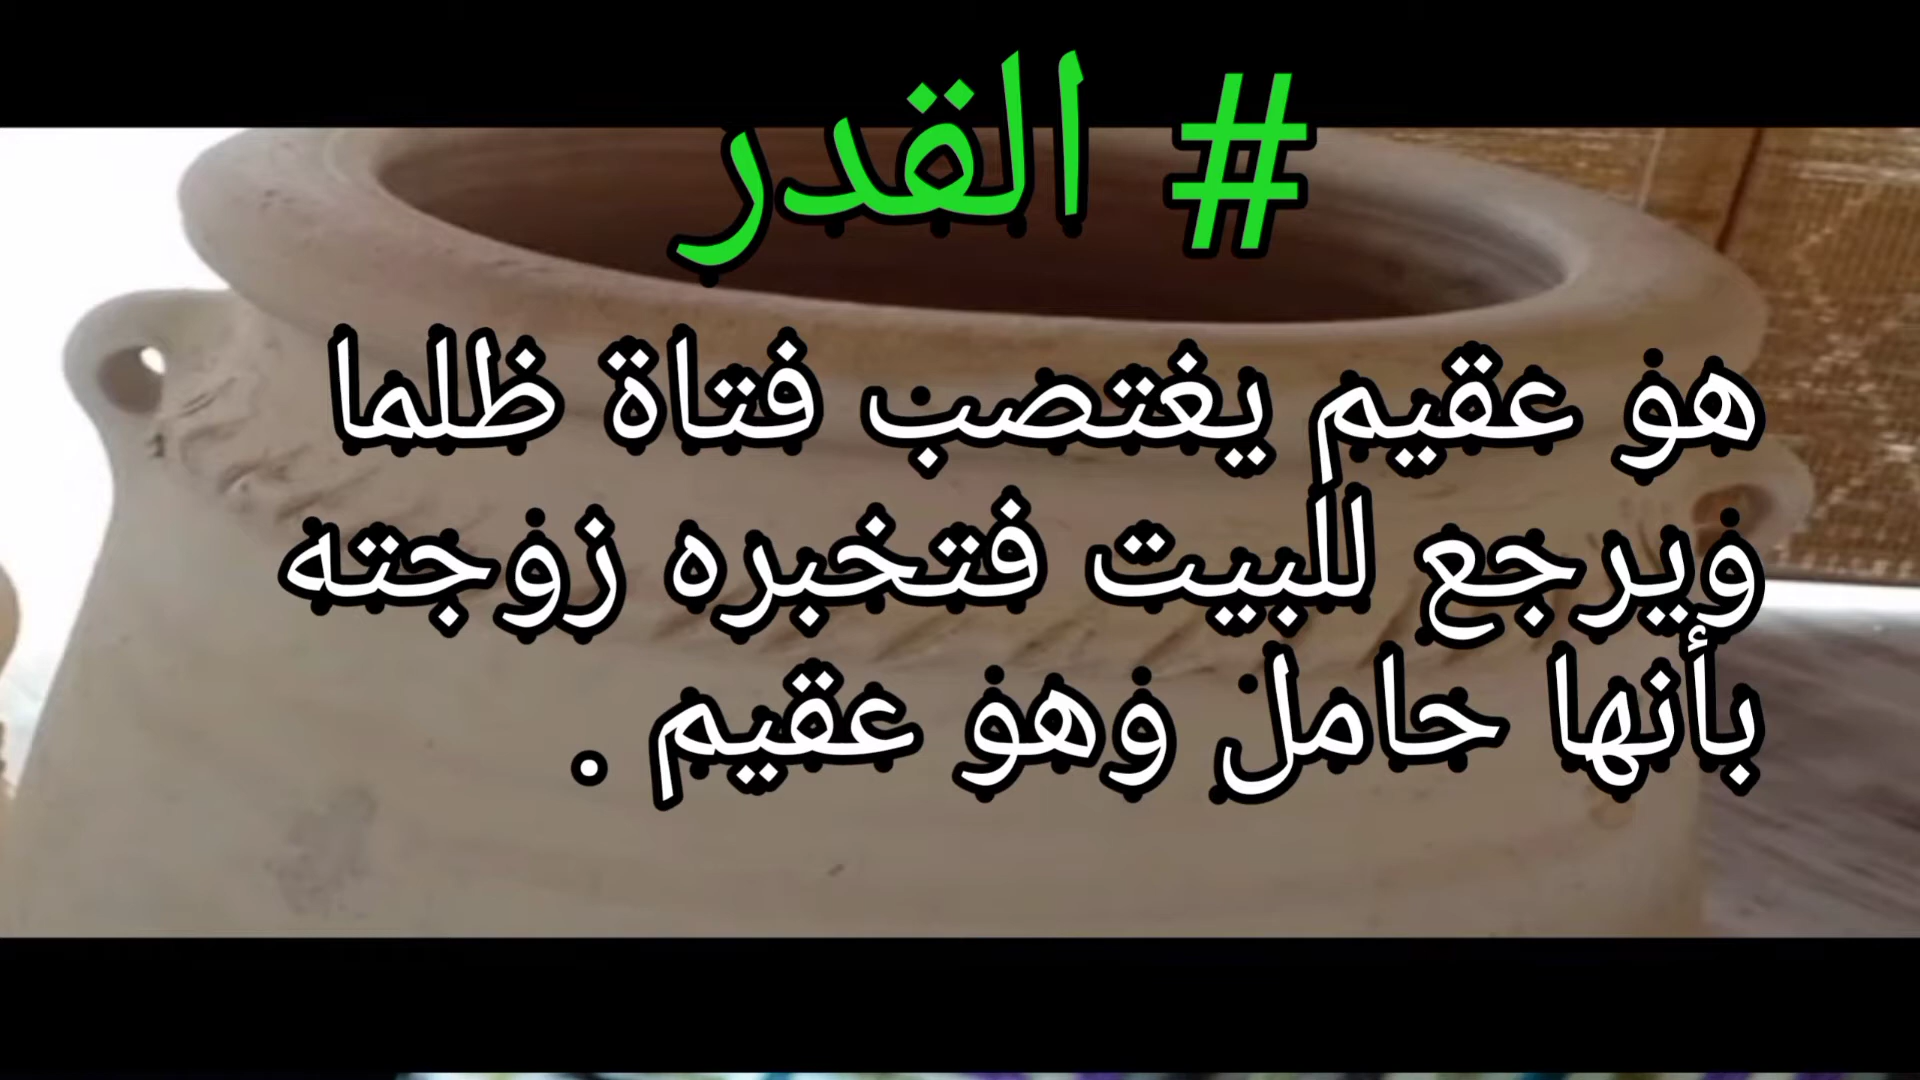 # القدر
هو عقيم يغتصب فتاة ظلما
ويرجع للبيت فتخبره زوجته
بأنها حامل وهو عقيم .